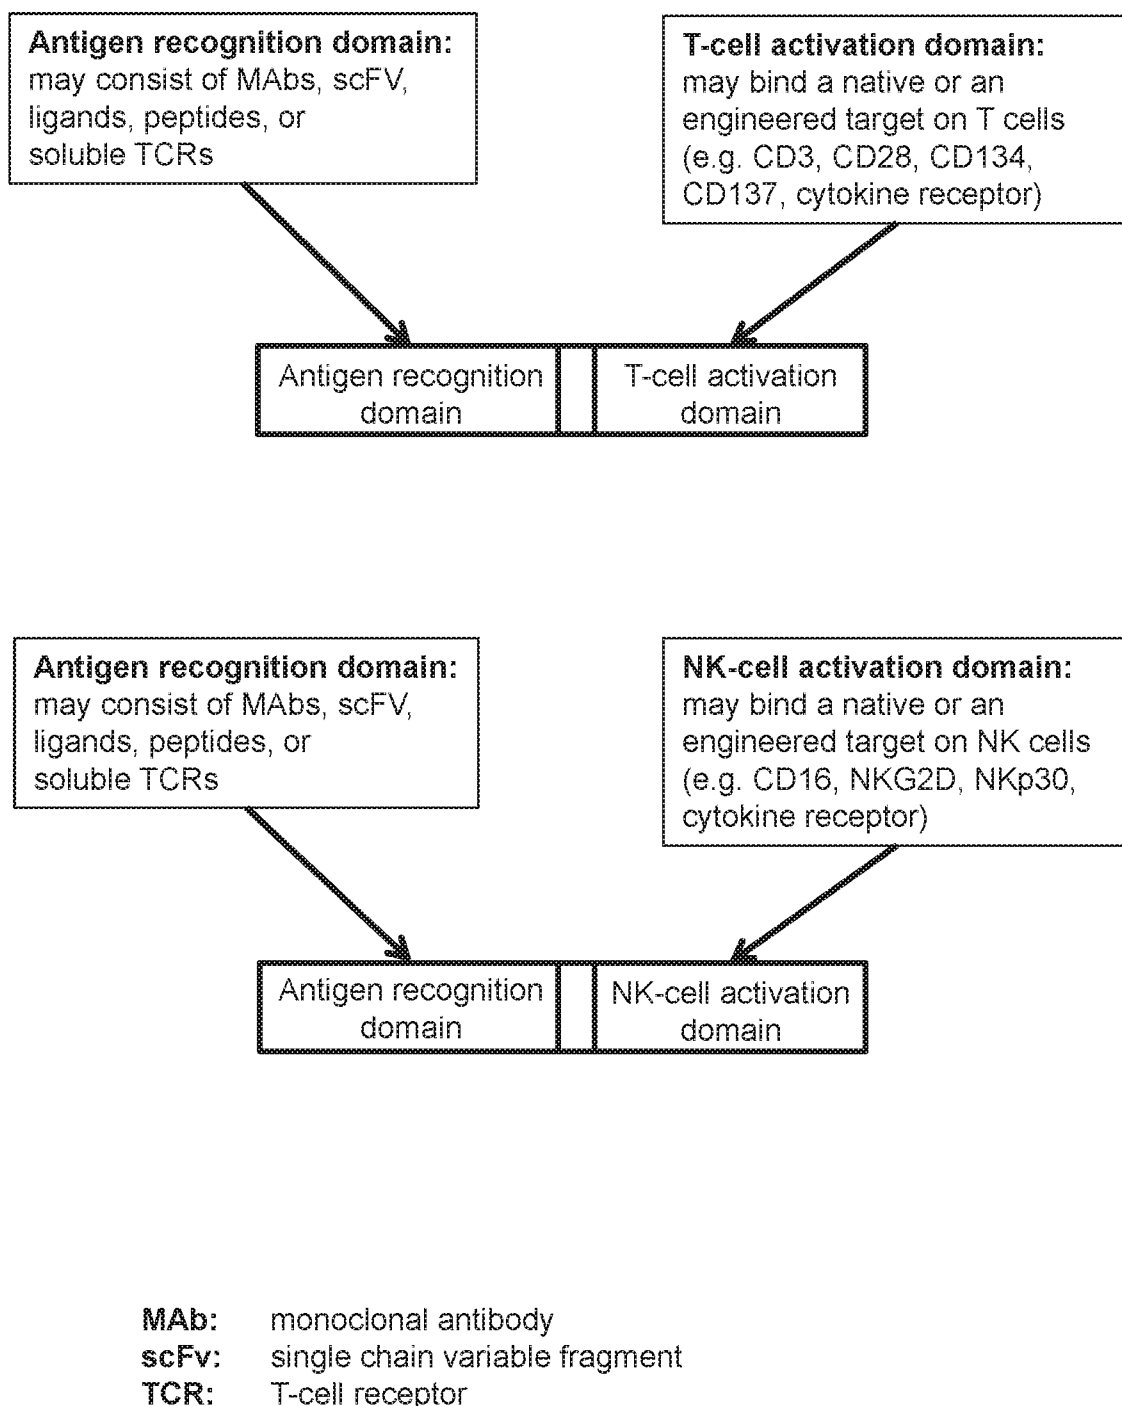 Antigen recognition domain:
may consist of MAbs, scFV,
ligands, peptides, or
soluble TCRs
T-cell activation domain:
may bind a native or an
engineered target on T cells
(e.g. CD3, CD28, CD134,
CD137, cytokine receptor)
Antigen recognition
domain
T-cell activation
domain
Antigen recognition domain:
may consist of MAbs, scFV,
ligands, peptides, or
soluble TCRs
NK-cell activation domain:
may bind a native or an
engineered target on NK cells
(e.g. CD16, NKG2D, NKp30,
cytokine receptor)
Antigen recognition
domain
NK-cell activation
domain
MAb: monoclonal antibody
scFv: single chain variable fragment
TCR: T-cell receptor